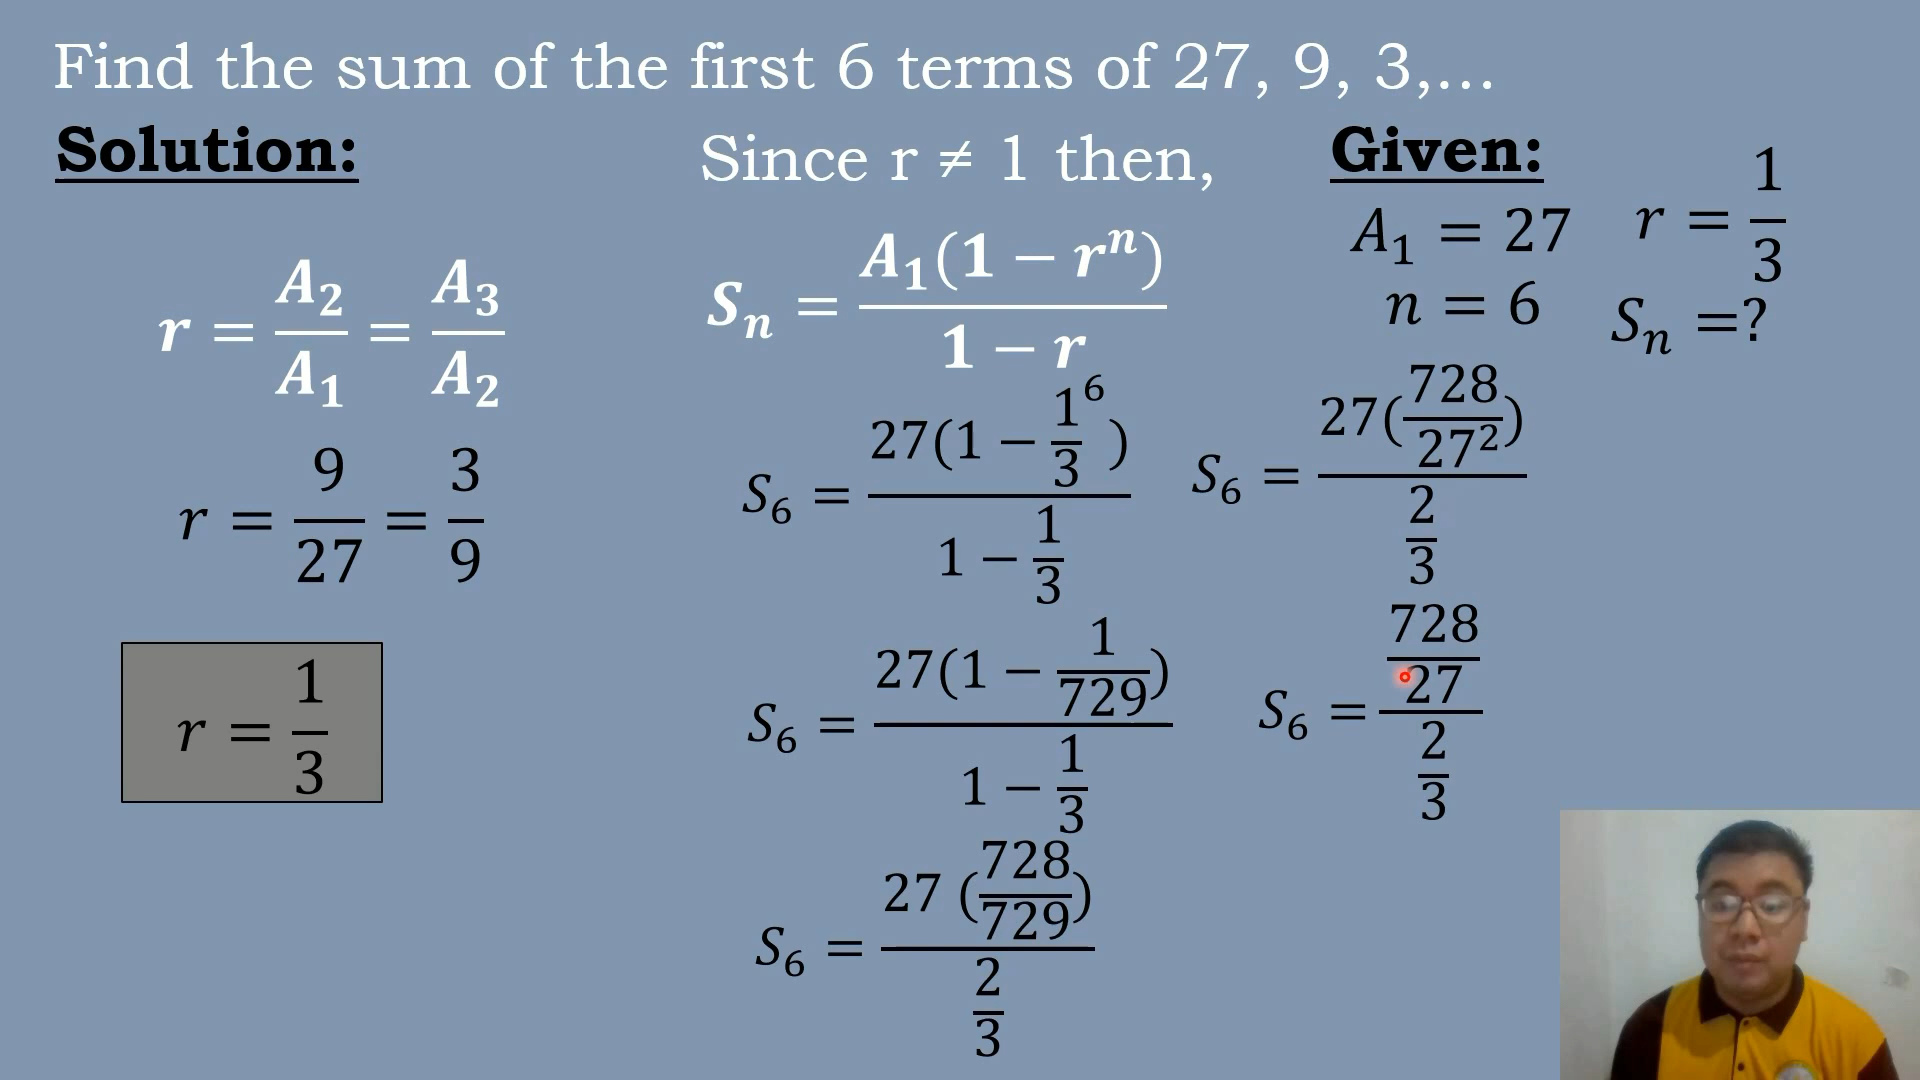 Find the sum of the first 6 terms of 27, 9, 3,...
Solution:
r = A₂/A₁ = A₃/A₂
r = 9/27 = 3/9
r = 1/3
Since r ≠ 1 then,
Sₙ = A₁(1 − rⁿ)/(1 − r)
S₆ = 27(1 − 1/3⁶)/(1 − 1/3)
S₆ = 27(1 − 1/729)/(1 − 1/3)
S₆ = 27 (728/729)/(2/3)
Given:
A₁ = 27
r = 1/3
n = 6
Sₙ =?
S₆ = 27(728/27²)/(2/3)
S₆ = (728/27)/(2/3)